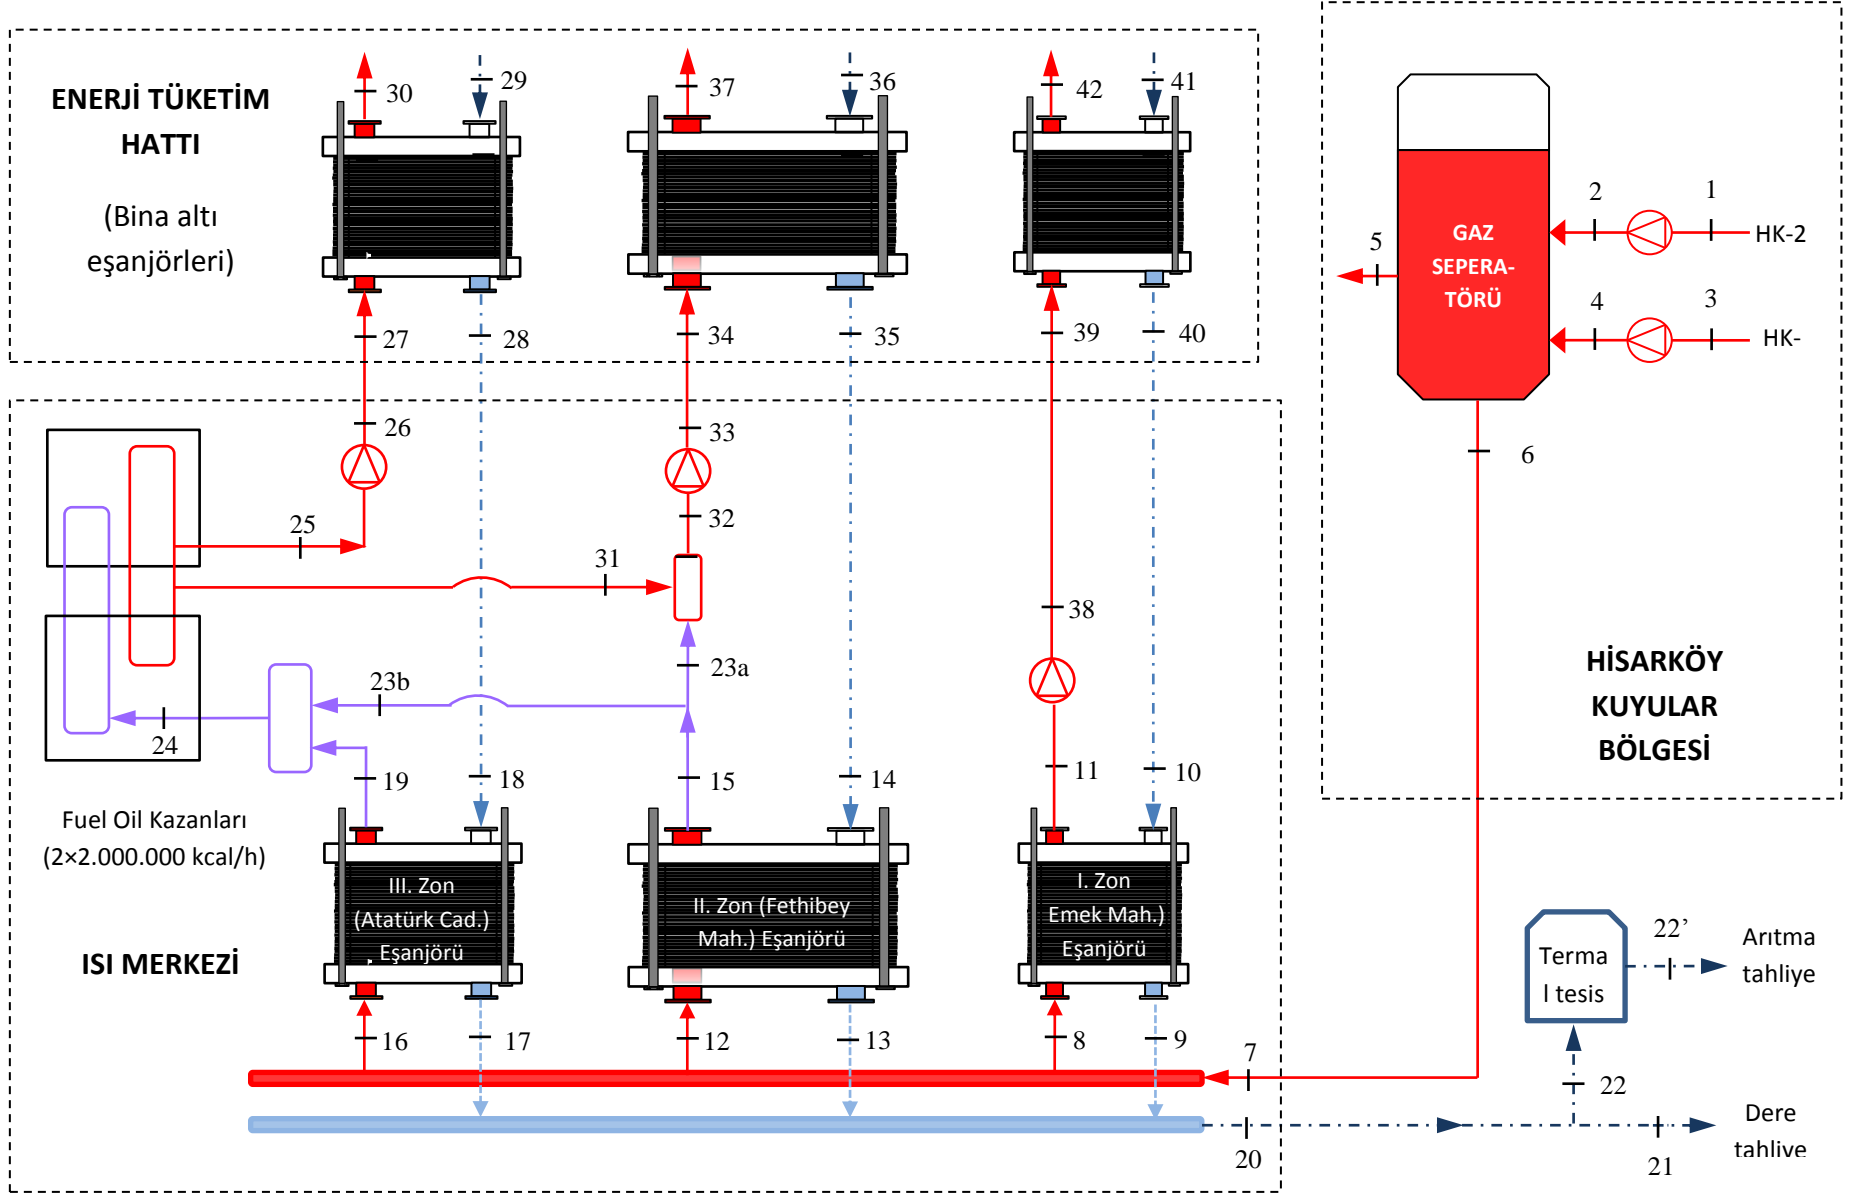 ENERJİ TÜKETİM
HATTI
(Bina altı
eşanjörleri)
30
29
37
36
42
41
27
28
34
35
39
40
5
GAZ
SEPERA-
TÖRÜ
2
1
HK-2
4
3
HK-
6
HİSARKÖY
KUYULAR
BÖLGESİ
26
33
25
32
31
38
23a
23b
24
19
18
15
14
11
10
Fuel Oil Kazanları
(2×2.000.000 kcal/h)
III. Zon
(Atatürk Cad.)
Eşanjörü
II. Zon (Fethibey
Mah.) Eşanjörü
I. Zon
Emek Mah.)
Eşanjörü
ISI MERKEZİ
16
17
12
13
8
9
7
20
Terma
l tesis
22’
Arıtma
tahliye
22
21
Dere
tahliye